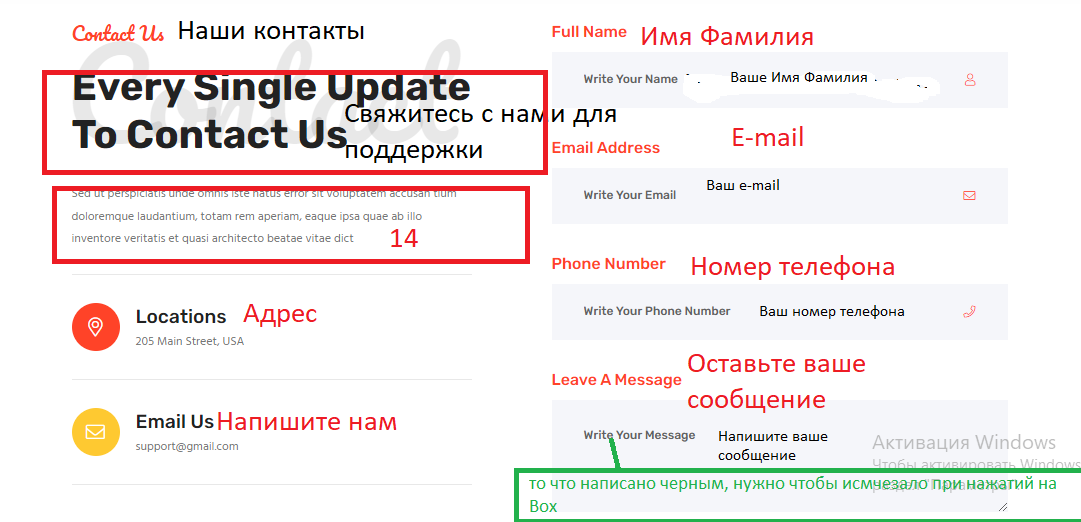 Contact Us Наши контакты
Contact
Every Single Update
To Contact Us
Свяжитесь с нами для
поддержки
Sed ut perspiciatis unde omnis iste natus error sit voluptatem accusan tium
doloremque laudantium, totam rem aperiam, eaque ipsa quae ab illo
inventore veritatis et quasi architecto beatae vitae dict
14
Locations Адрес
205 Main Street, USA
Email Us Напишите нам
support@gmail.com
Full Name Имя Фамилия
Write Your Name Ваше Имя Фамилия
Email Address E-mail
Write Your Email Ваш e-mail
Phone Number Номер телефона
Write Your Phone Number Ваш номер телефона
Leave A Message Оставьте ваше
сообщение
Write Your Message Напишите ваше
сообщение
Активация Windows
Чтобы активировать Windows
раздел "Параметры"
то что написано черным, нужно чтобы исчезало при нажатий на
Box